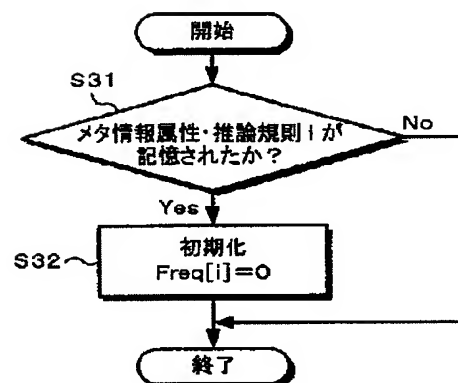 開始
S31
メタ情報属性・推論規則iが
記憶されたか？
No
Yes
S32
初期化
Freq[i]=0
終了